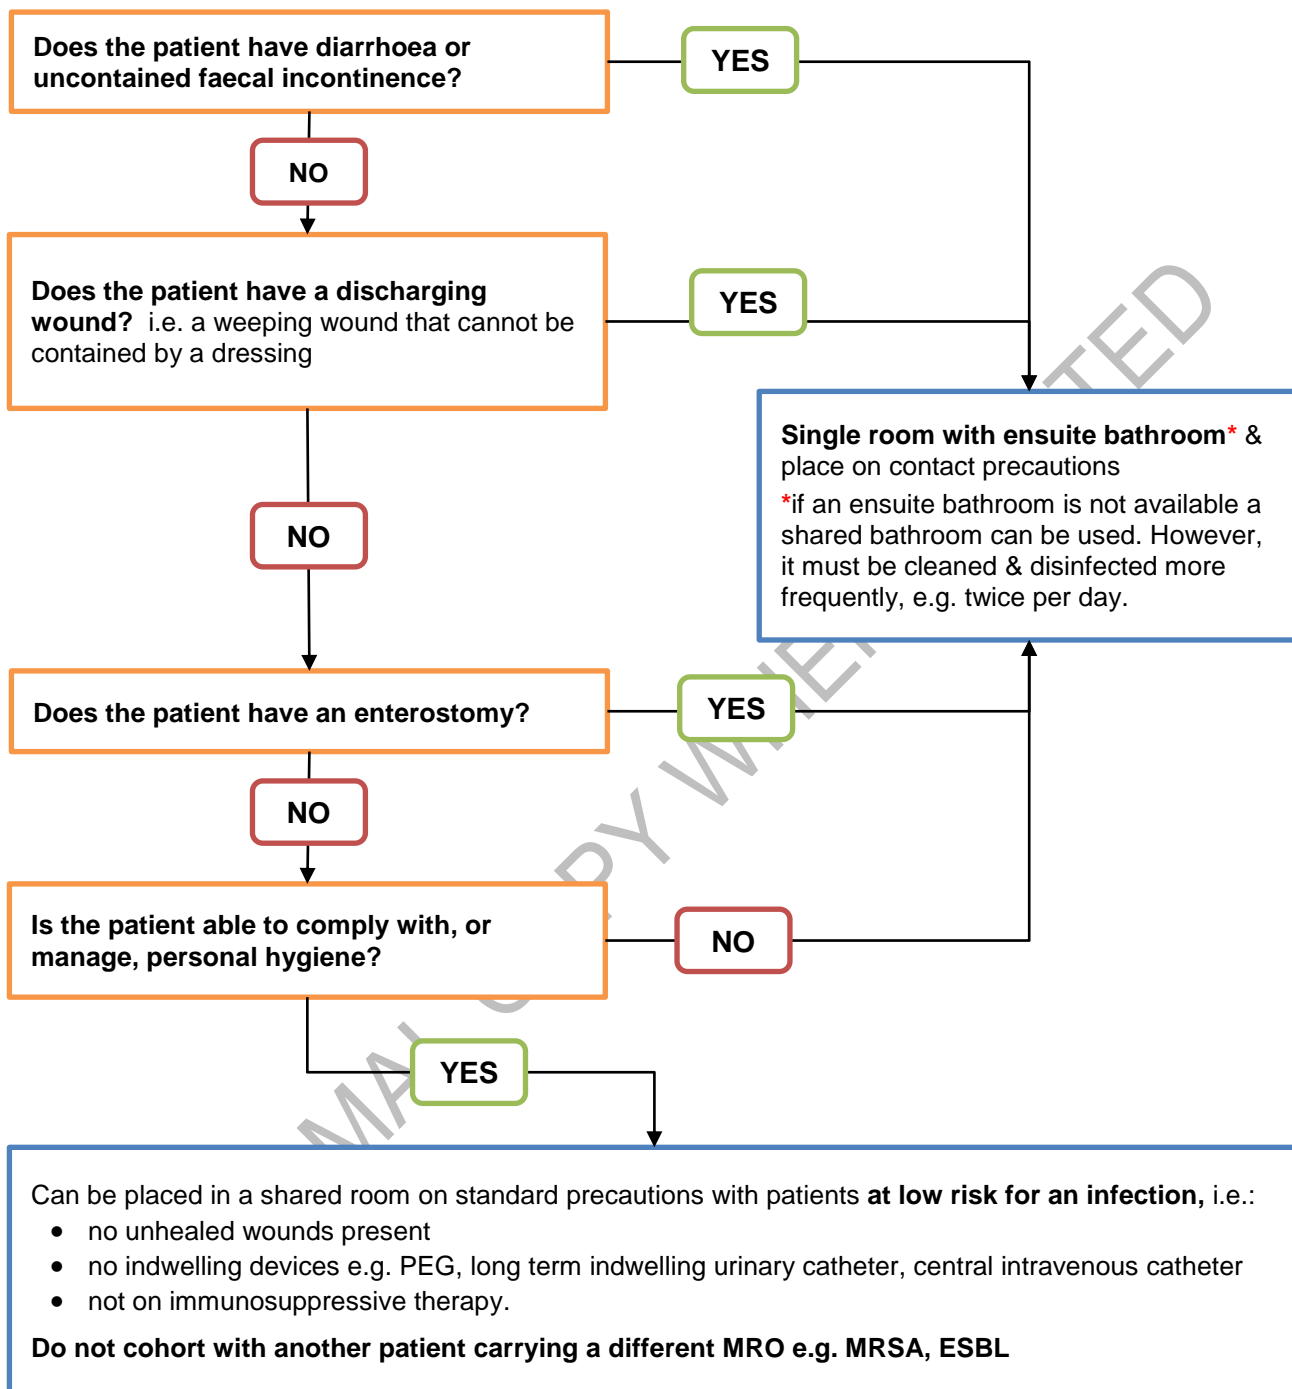 Does the patient have diarrhoea or
uncontained faecal incontinence?
YES
NO
Does the patient have a discharging
wound? i.e. a weeping wound that cannot be
contained by a dressing
YES
Single room with ensuite bathroom* &
place on contact precautions
*if an ensuite bathroom is not available a
shared bathroom can be used. However,
it must be cleaned & disinfected more
frequently, e.g. twice per day.
NO
Does the patient have an enterostomy?
YES
NO
Is the patient able to comply with, or
manage, personal hygiene?
NO
YES
Can be placed in a shared room on standard precautions with patients at low risk for an infection, i.e.:
• no unhealed wounds present
• no indwelling devices e.g. PEG, long term indwelling urinary catheter, central intravenous catheter
• not on immunosuppressive therapy.
Do not cohort with another patient carrying a different MRO e.g. MRSA, ESBL